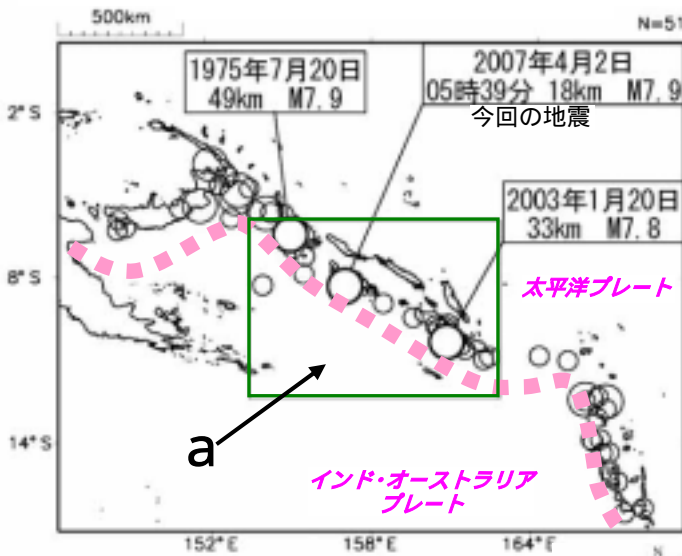 500km
N=51
1975年7月20日
49km M7.9
2007年4月2日
05時39分 18km M7.9
今回の地震
2003年1月20日
33km M7.8
2°S
8°S
14°S
太平洋プレート
a
インド・オーストラリア
プレート
152°E
158°E
164°E
N